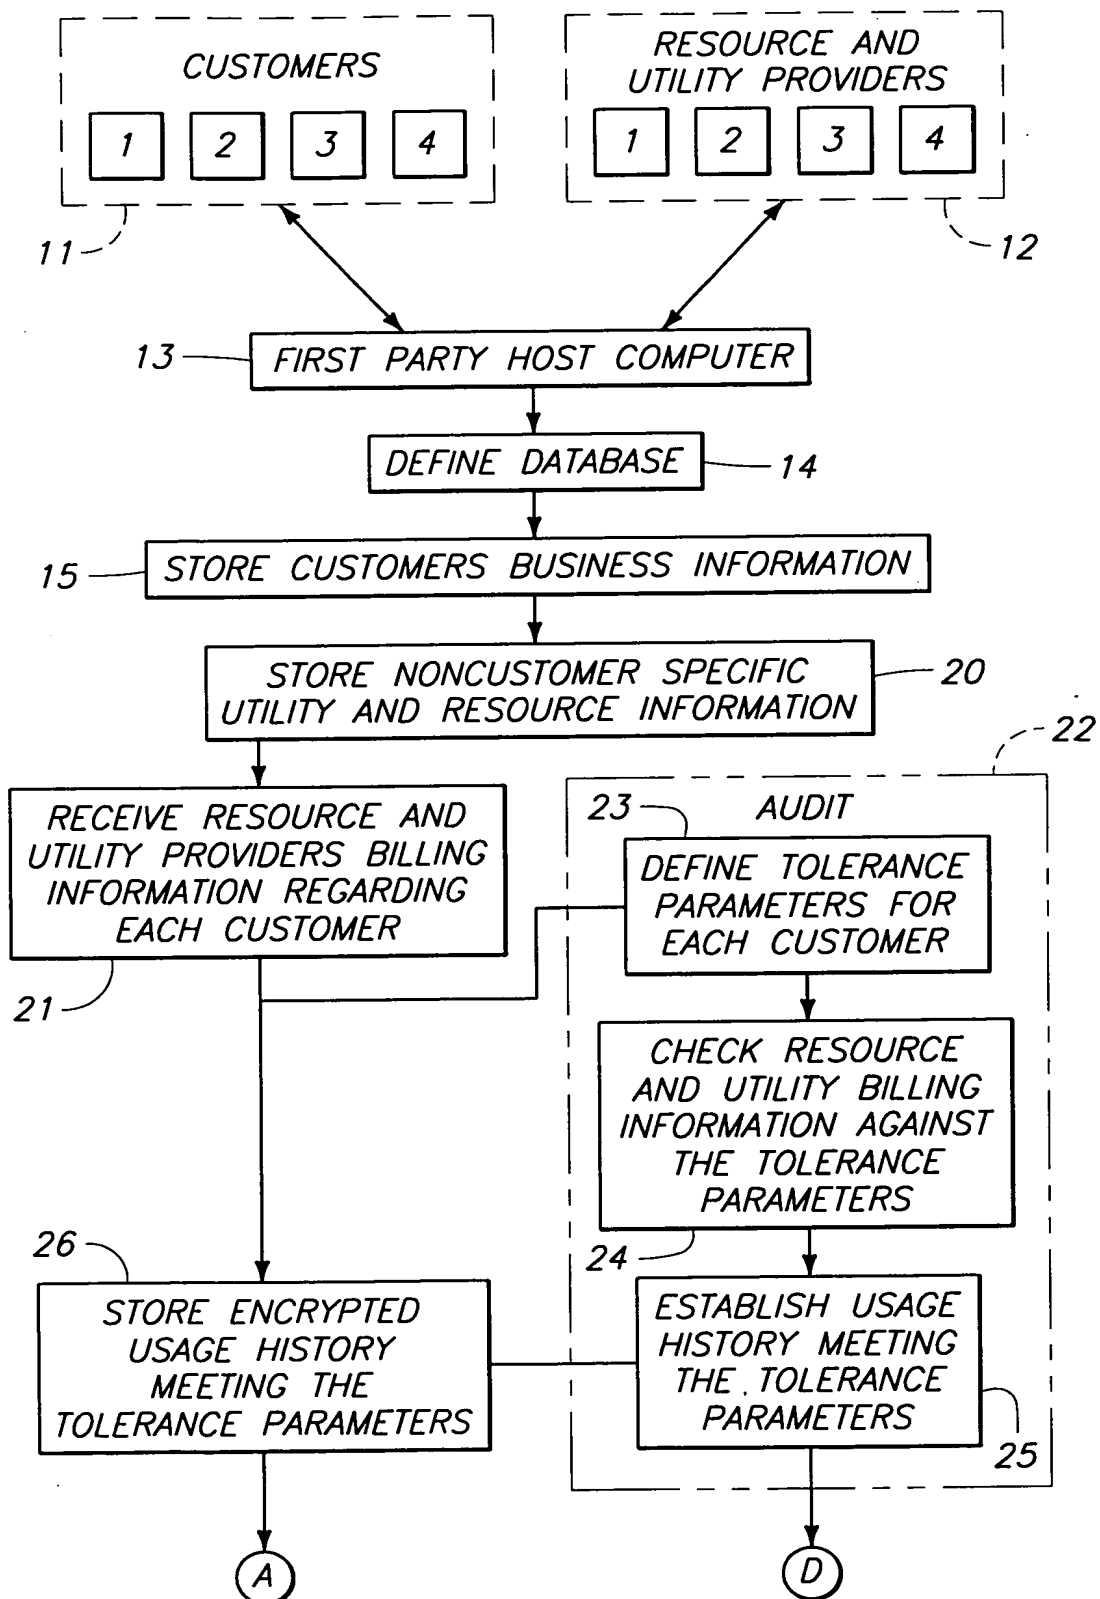 CUSTOMERS
1 2 3 4
11
RESOURCE AND
UTILITY PROVIDERS
1 2 3 4
12
13
FIRST PARTY HOST COMPUTER
DEFINE DATABASE
14
15
STORE CUSTOMERS BUSINESS INFORMATION
STORE NONCUSTOMER SPECIFIC
UTILITY AND RESOURCE INFORMATION
20
RECEIVE RESOURCE AND
UTILITY PROVIDERS BILLING
INFORMATION REGARDING
EACH CUSTOMER
21
22
AUDIT
23
DEFINE TOLERANCE
PARAMETERS FOR
EACH CUSTOMER
CHECK RESOURCE
AND UTILITY BILLING
INFORMATION AGAINST
THE TOLERANCE
PARAMETERS
24
26
STORE ENCRYPTED
USAGE HISTORY
MEETING THE
TOLERANCE PARAMETERS
ESTABLISH USAGE
HISTORY MEETING
THE TOLERANCE
PARAMETERS
25
A
D